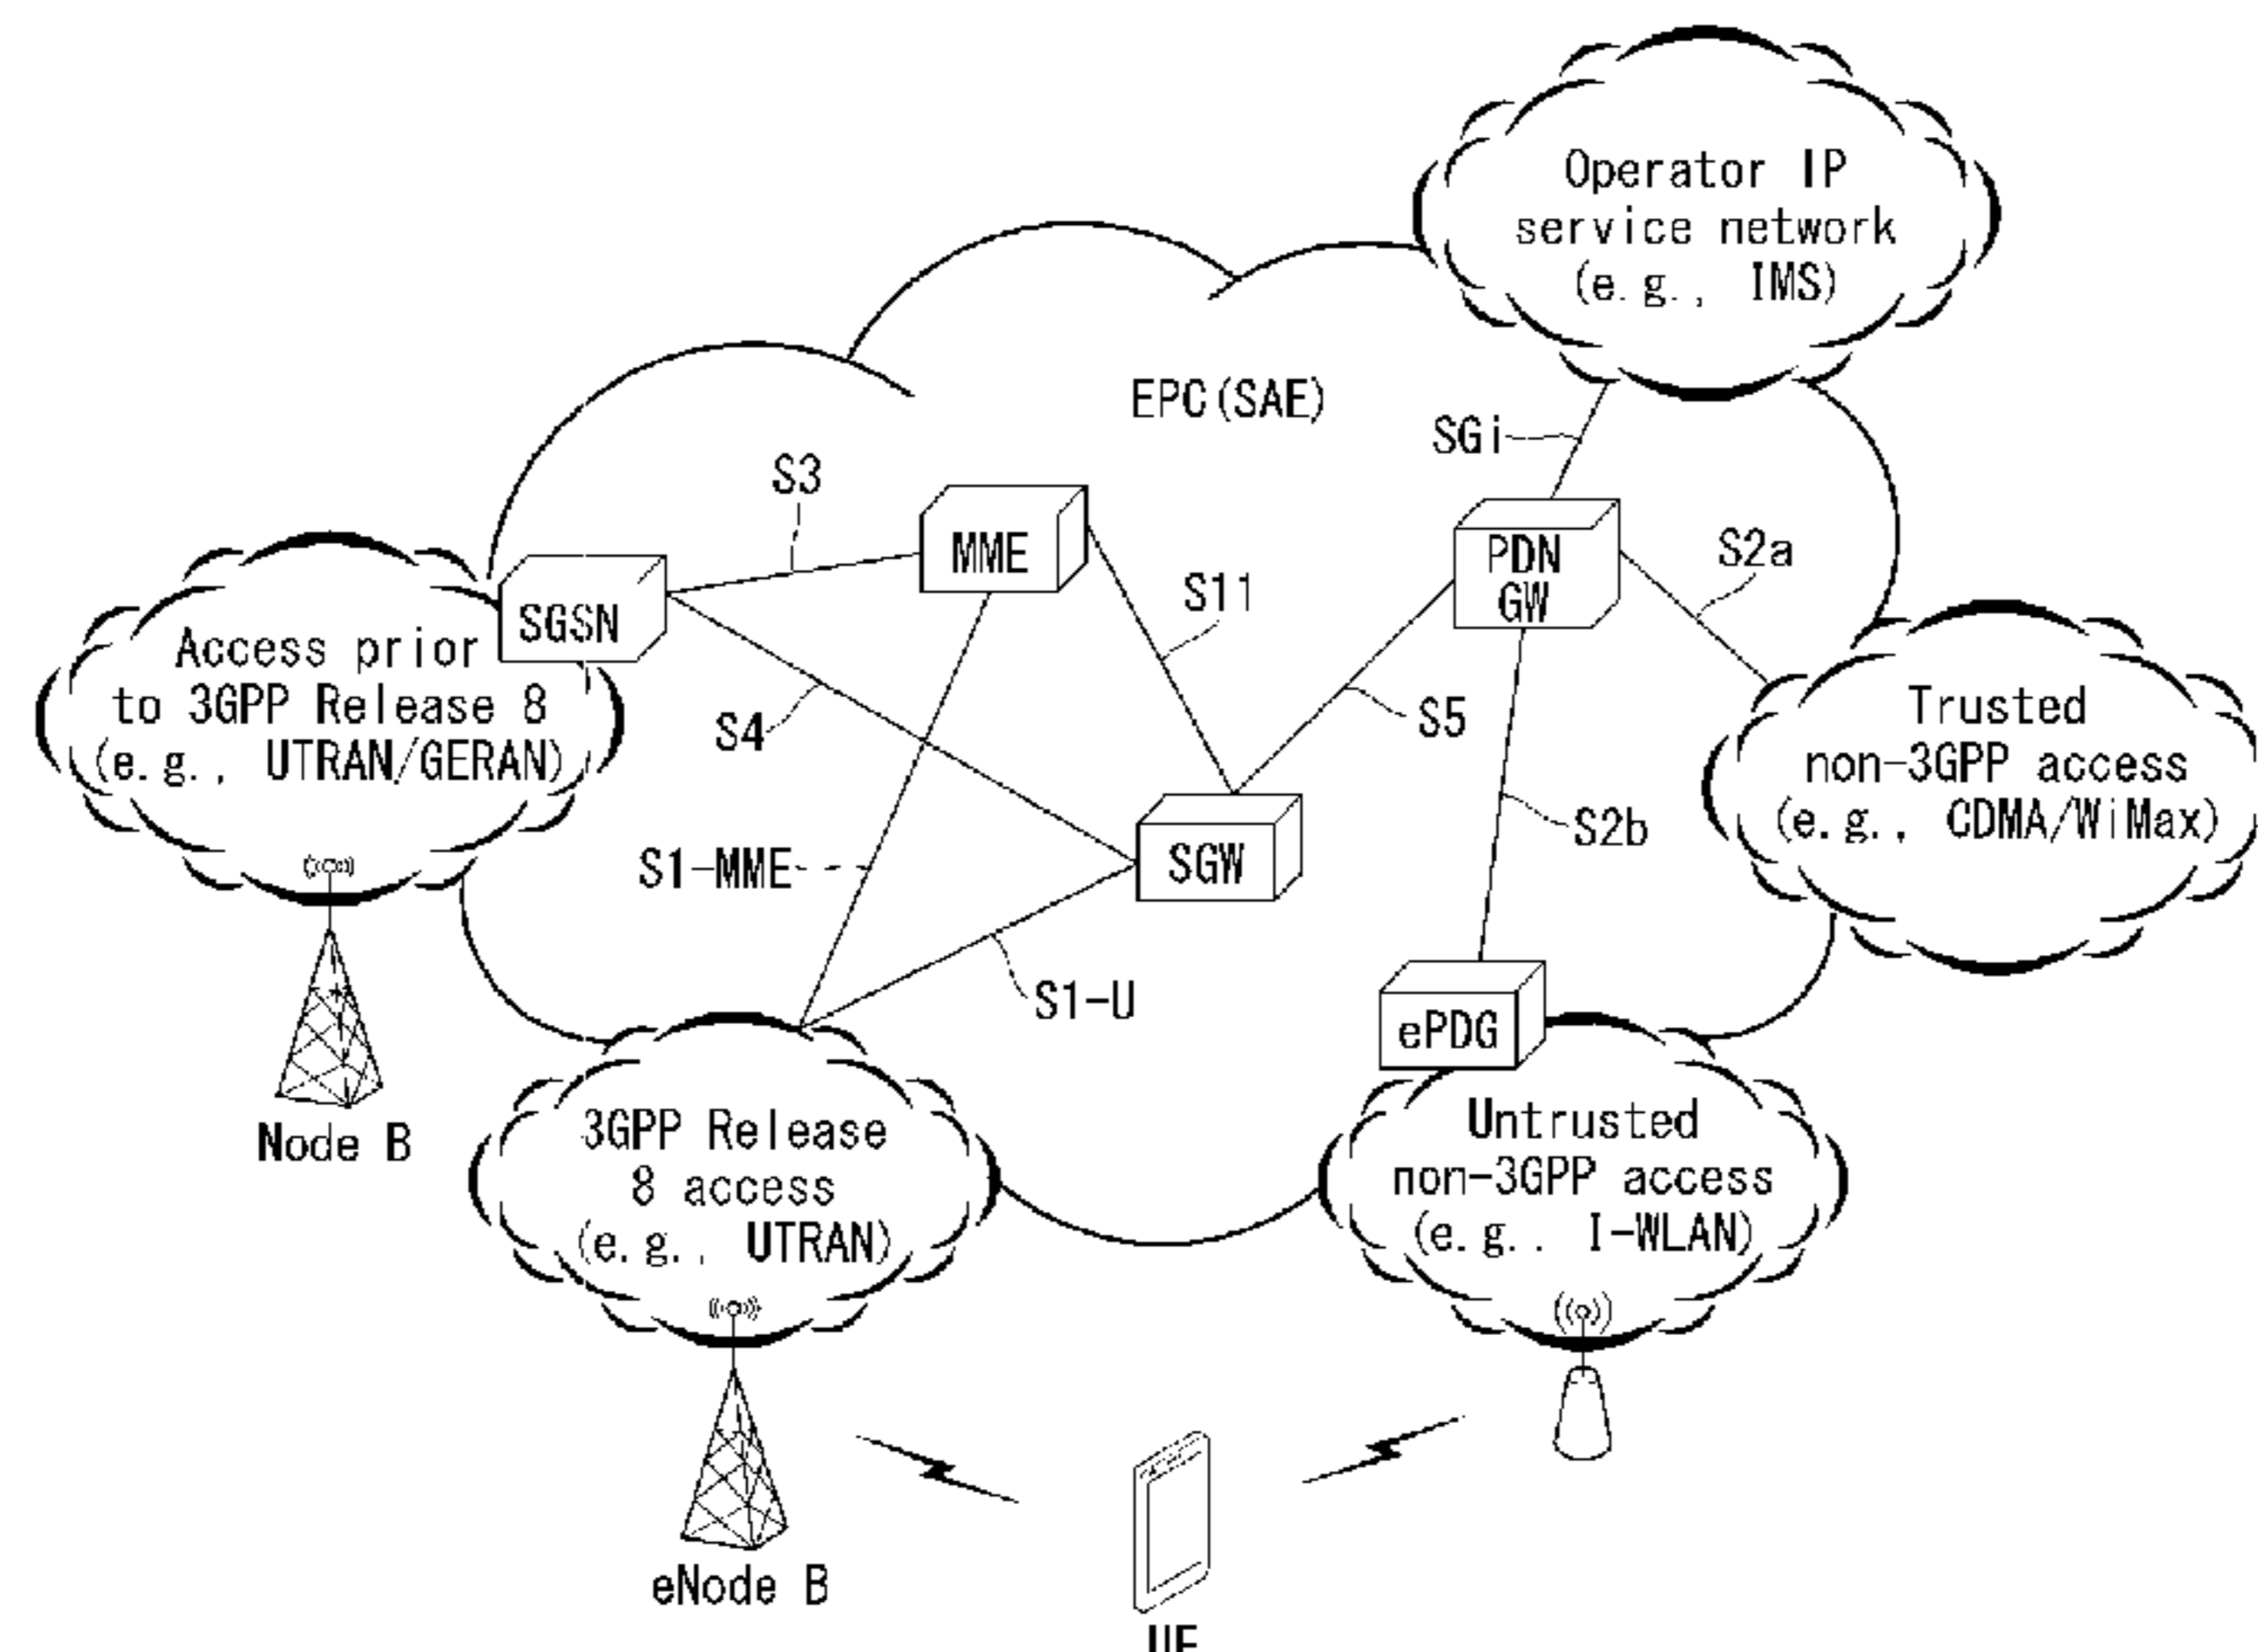 Operator IP
service network
(e.g., IMS)
EPC(SAE)
SGi
S3
MME
PDN
GW
S2a
S11
SGSN
Access prior
to 3GPP Release 8
(e.g., UTRAN/GERAN)
S4
S5
Trusted
non-3GPP access
(e.g., CDMA/WiMax)
S2b
S1-MME
SGW
S1-U
ePDG
Node B
3GPP Release
8 access
(e.g., UTRAN)
Untrusted
non-3GPP access
(e.g.. I-WLAN)
eNode B
UE